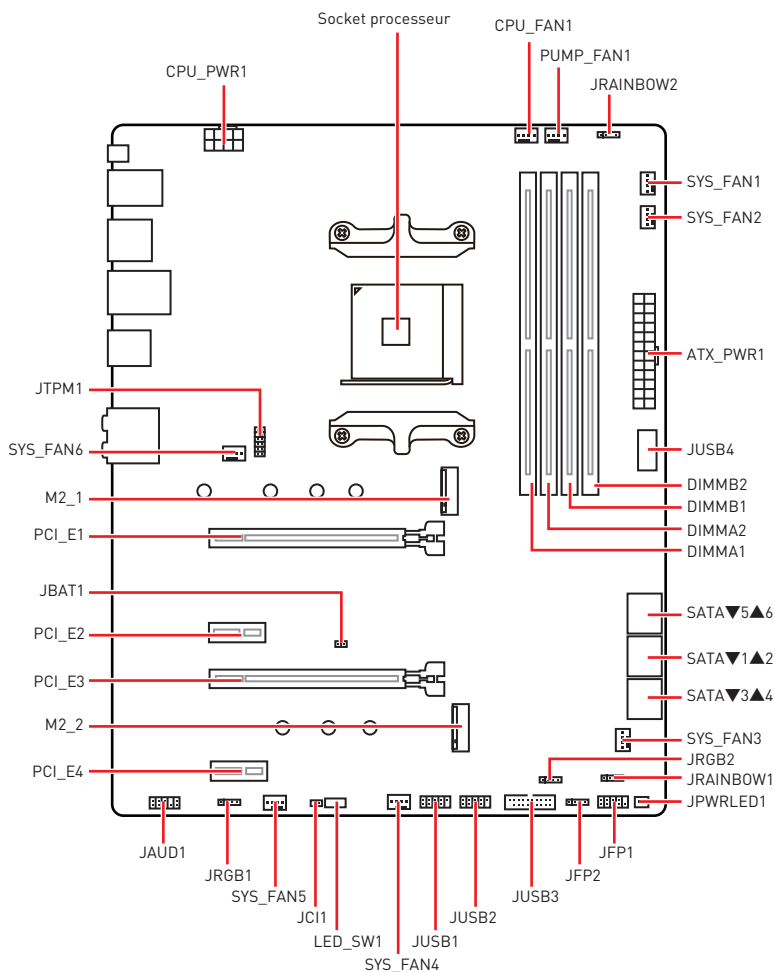 Socket processeur
CPU_FAN1
PUMP_FAN1
CPU_PWR1
JRAINBOW2
SYS_FAN1
SYS_FAN2
ATX_PWR1
JTPM1
SYS_FAN6
JUSB4
M2_1
DIMMB2
DIMMB1
PCI_E1
DIMMA2
DIMMA1
JBAT1
SATA▼5▲6
PCI_E2
SATA▼1▲2
PCI_E3
SATA▼3▲4
M2_2
SYS_FAN3
JRGB2
PCI_E4
JRAINBOW1
JPWRLED1
JAUD1
JFP1
JRGB1
JFP2
SYS_FAN5
JUSB3
JCI1
JUSB2
LED_SW1
JUSB1
SYS_FAN4